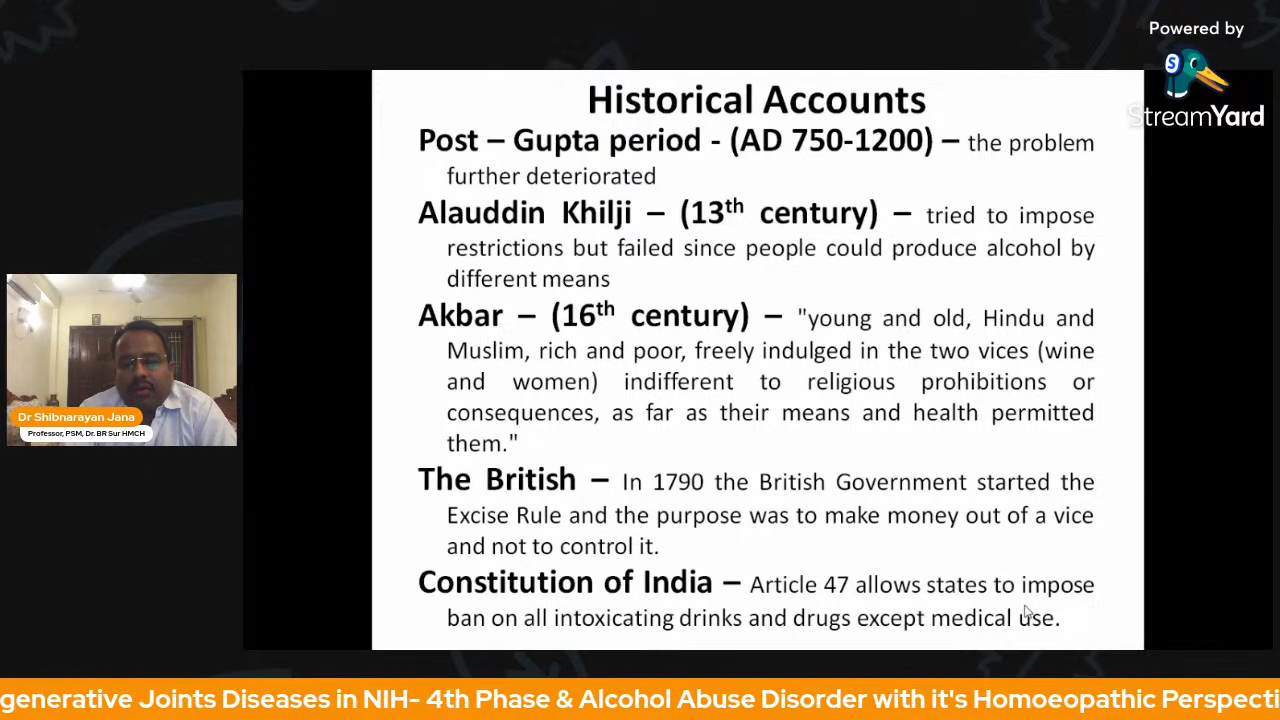 Powered by
StreamYard
Historical Accounts
Post – Gupta period - (AD 750-1200) – the problem
further deteriorated
Alauddin Khilji – (13th century) – tried to impose
restrictions but failed since people could produce alcohol by
different means
Akbar – (16th century) – "young and old, Hindu and
Muslim, rich and poor, freely indulged in the two vices (wine
and women) indifferent to religious prohibitions or
consequences, as far as their means and health permitted
them."
The British – In 1790 the British Government started the
Excise Rule and the purpose was to make money out of a vice
and not to control it.
Constitution of India – Article 47 allows states to impose
ban on all intoxicating drinks and drugs except medical use.
Dr Shibnarayan Jana
Professor, PSM, Dr. BR Sur HMCH
generative Joints Diseases in NIH- 4th Phase & Alcohol Abuse Disorder with it's Homoeopathic Perspecti